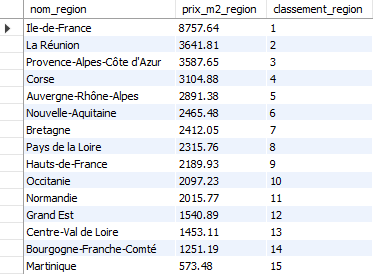 nom_region prix_m2_region classement_region
Ile-de-France 8757.64 1
La Réunion 3641.81 2
Provence-Alpes-Côte d'Azur 3587.65 3
Corse 3104.88 4
Auvergne-Rhône-Alpes 2891.38 5
Nouvelle-Aquitaine 2465.48 6
Bretagne 2412.05 7
Pays de la Loire 2315.76 8
Hauts-de-France 2189.93 9
Occitanie 2097.23 10
Normandie 2015.77 11
Grand Est 1540.89 12
Centre-Val de Loire 1453.11 13
Bourgogne-Franche-Comté 1251.19 14
Martinique 573.48 15